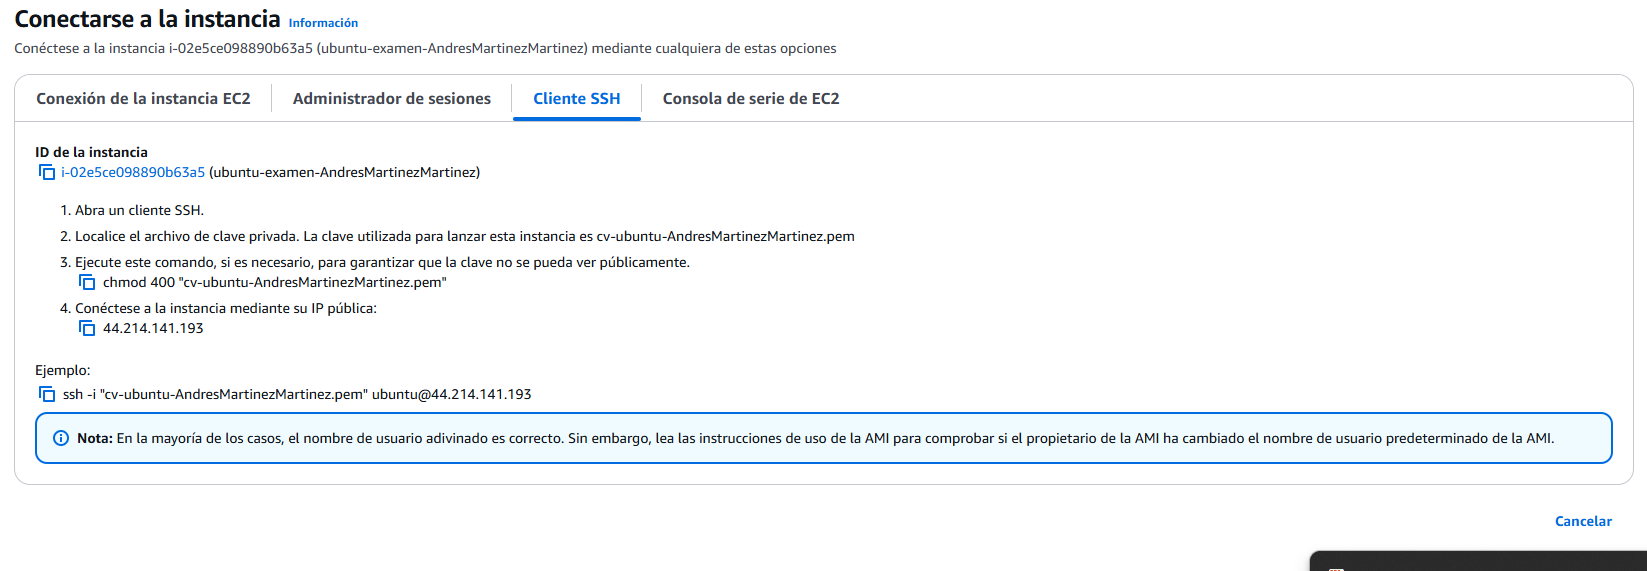 Conectarse a la instancia Información
Conéctese a la instancia i-02e5ce098890b63a5 (ubuntu-examen-AndresMartinezMartinez) mediante cualquiera de estas opciones
Conexión de la instancia EC2 Administrador de sesiones Cliente SSH Consola de serie de EC2
ID de la instancia
i-02e5ce098890b63a5 (ubuntu-examen-AndresMartinezMartinez)
1. Abra un cliente SSH.
2. Localice el archivo de clave privada. La clave utilizada para lanzar esta instancia es cv-ubuntu-AndresMartinezMartinez.pem
3. Ejecute este comando, si es necesario, para garantizar que la clave no se pueda ver públicamente.
chmod 400 "cv-ubuntu-AndresMartinezMartinez.pem"
4. Conéctese a la instancia mediante su IP pública:
44.214.141.193
Ejemplo:
ssh -i "cv-ubuntu-AndresMartinezMartinez.pem" ubuntu@44.214.141.193
Nota: En la mayoría de los casos, el nombre de usuario adivinado es correcto. Sin embargo, lea las instrucciones de uso de la AMI para comprobar si el propietario de la AMI ha cambiado el nombre de usuario predeterminado de la AMI.
Cancelar